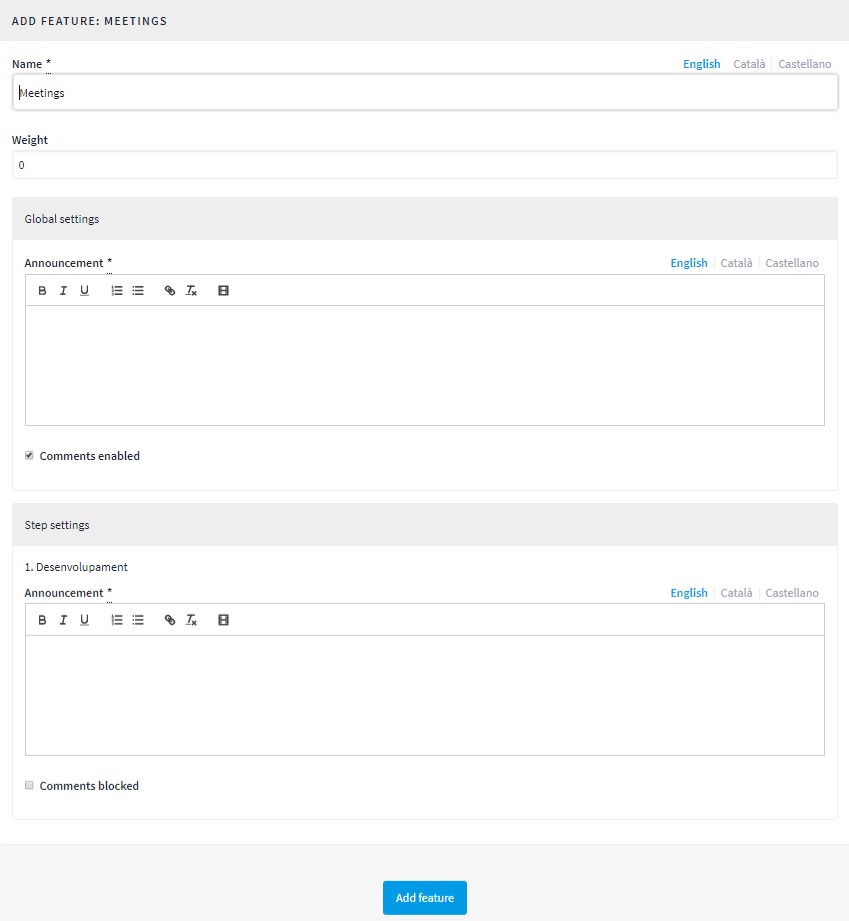 ADD FEATURE: MEETINGS
Name * English Català Castellano
Meetings
Weight
0
Global settings
Announcement * English Català Castellano
B I U
Comments enabled
Step settings
1. Desenvolupament
Announcement * English Català Castellano
B I U
Comments blocked
Add feature